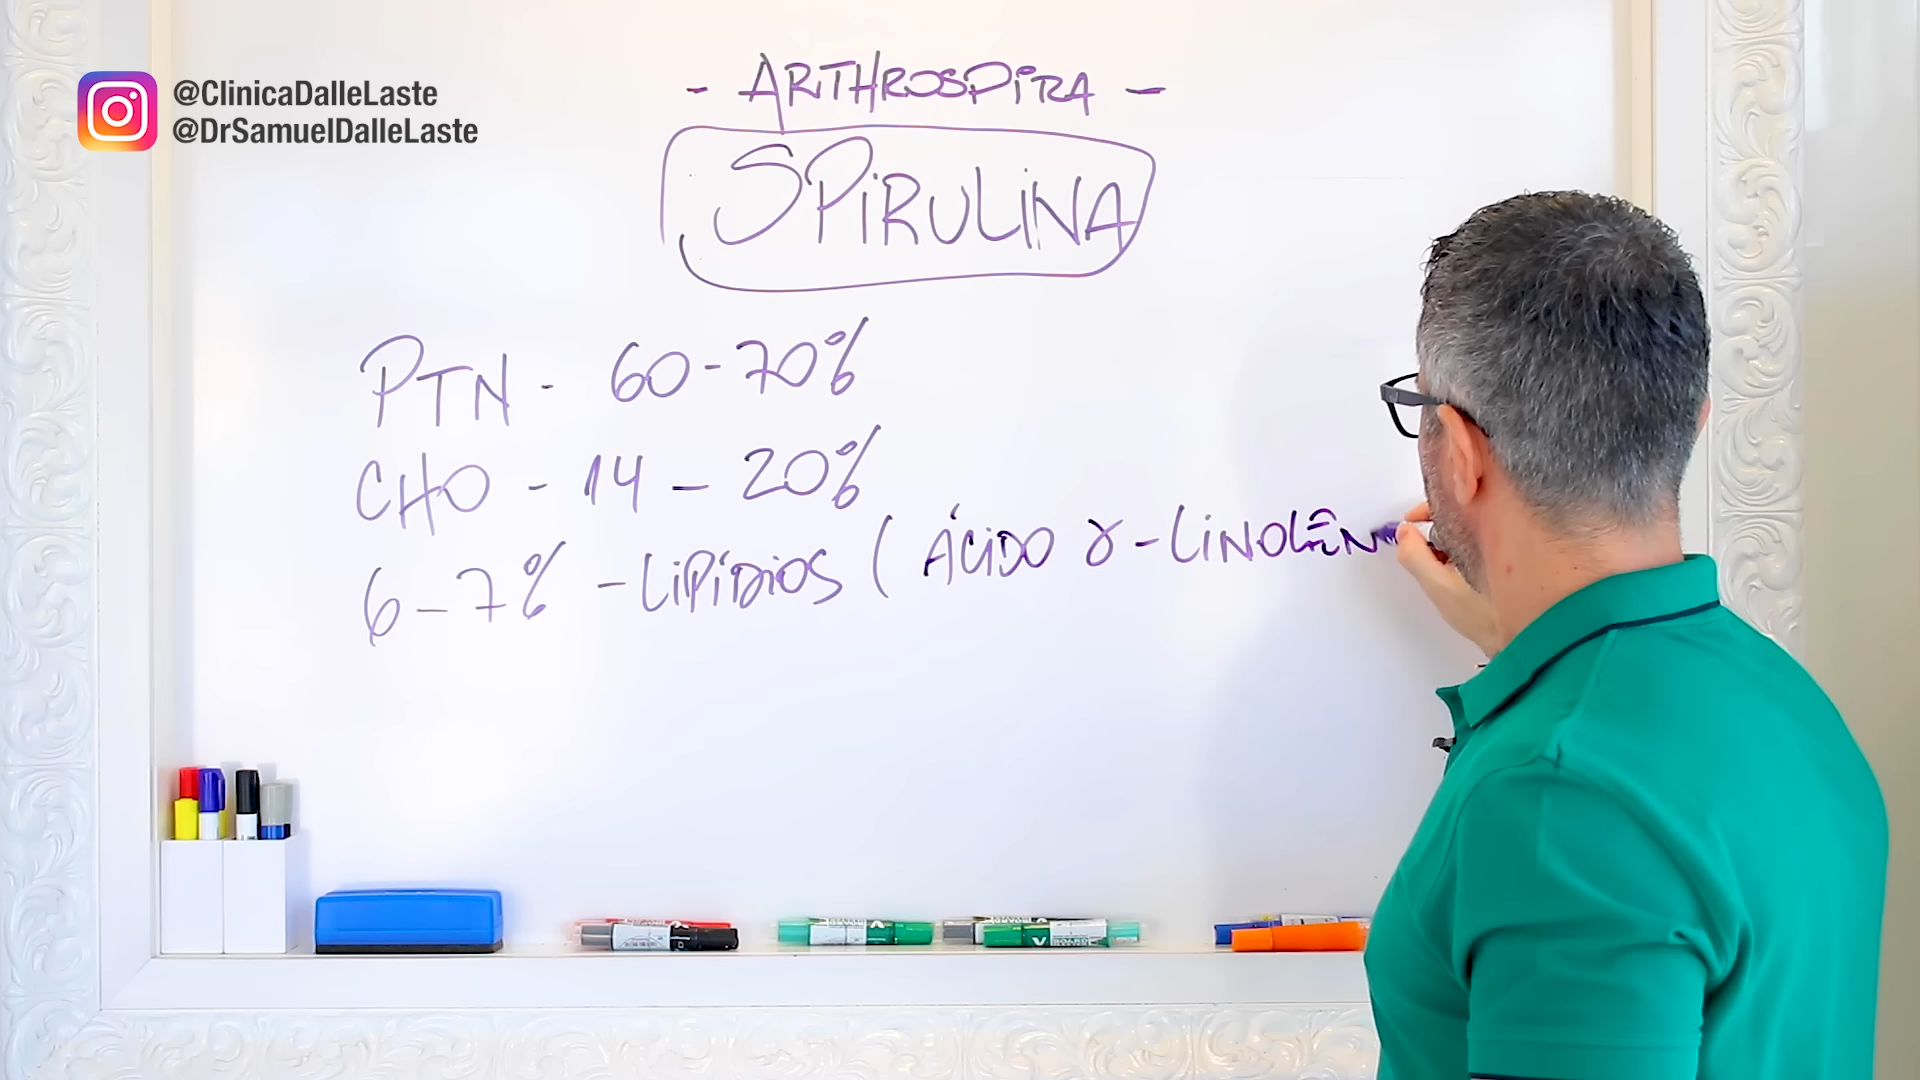 @ClinicaDalleLaste
@DrSamuelDalleLaste
- ARTHROSPIRA -
SPIRULINA
PTN - 60-70%
CHO - 14 - 20%
6-7% - LIPÍDIOS ( ÁCIDO γ-LINOLÊN